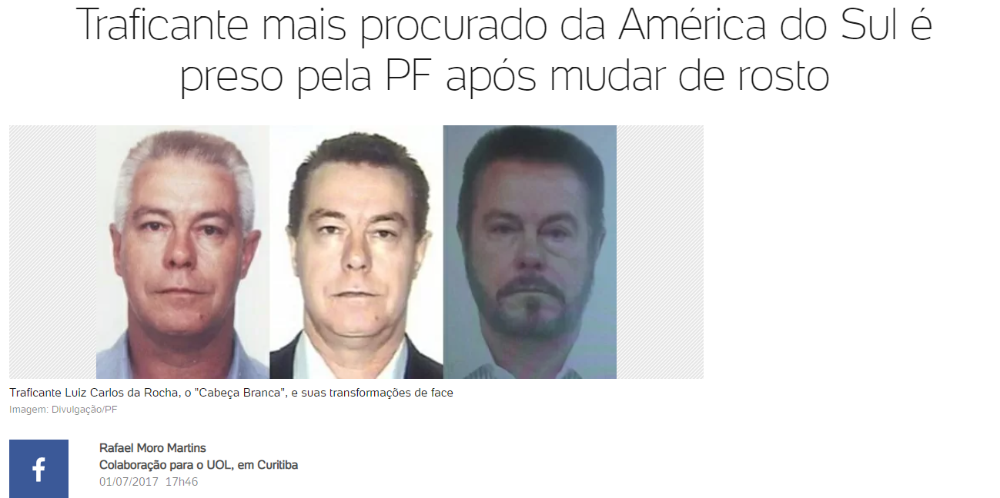 Traficante mais procurado da América do Sul é
preso pela PF após mudar de rosto
Traficante Luiz Carlos da Rocha, o "Cabeça Branca", e suas transformações de face
Imagem: Divulgação/PF
Rafael Moro Martins
Colaboração para o UOL, em Curitiba
01/07/2017 17h46